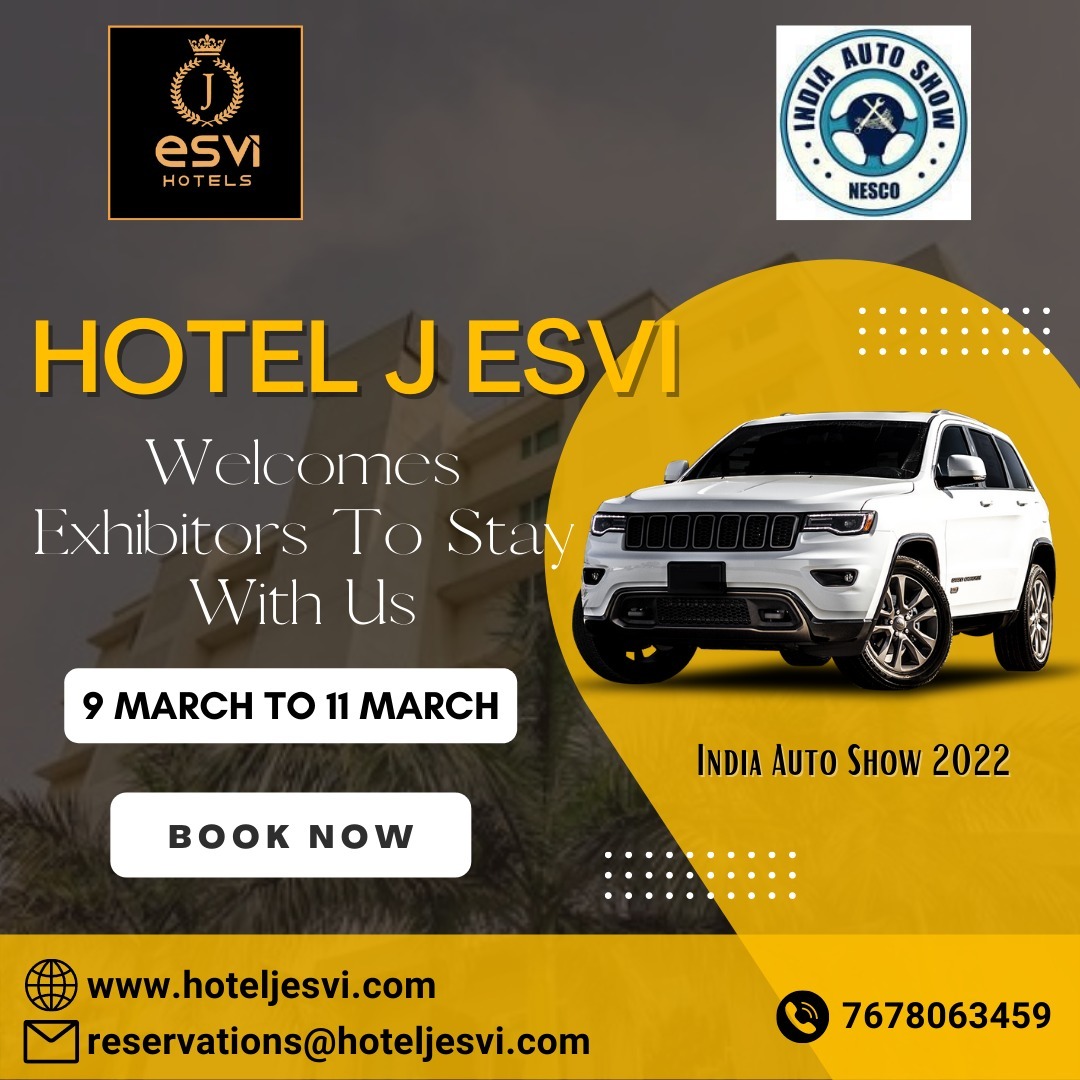 J
esvi
HOTELS
INDIA AUTO SHOW
NESCO
HOTEL J ESVI
Welcomes
Exhibitors To Stay
With Us
9 MARCH TO 11 MARCH
BOOK NOW
India Auto Show 2022
www.hoteljesvi.com
reservations@hoteljesvi.com
7678063459